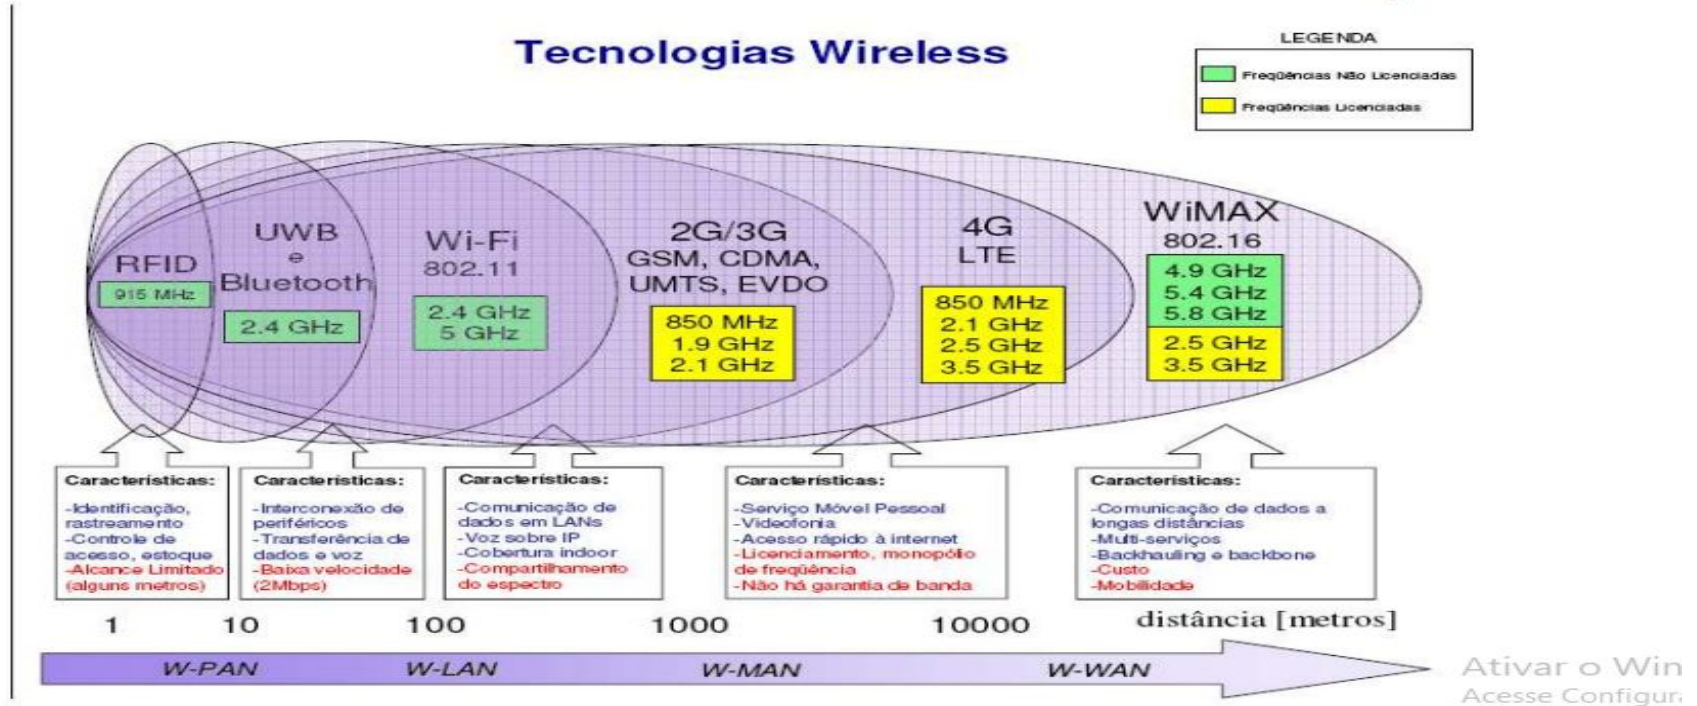 Tecnologias Wireless
LEGENDA
Freqüências Não Licenciadas
Freqüências Licenciadas
RFID
915 MHz
UWB
e
Bluetooth
2.4 GHz
Wi-Fi
802.11
2.4 GHz
5 GHz
2G/3G
GSM, CDMA,
UMTS, EVDO
850 MHz
1.9 GHz
2.1 GHz
4G
LTE
850 MHz
2.1 GHz
2.5 GHz
3.5 GHz
WiMAX
802.16
4.9 GHz
5.4 GHz
5.8 GHz
2.5 GHz
3.5 GHz
Características:
-Identificação,
rastreamento
-Controle de
acesso, estoque
-Alcance Limitado
(alguns metros)
Características:
-Interconexão de
periféricos
-Transferência de
dados e voz
-Baixa velocidade
(2Mbps)
Características:
-Comunicação de
dados em LANs
-Voz sobre IP
-Cobertura indoor
-Compartilhamento
do espectro
Características:
-Serviço Móvel Pessoal
-Videofonia
-Acesso rápido à internet
-Licenciamento, monopólio
de freqüência
-Não há garantia de banda
Características:
-Comunicação de dados a
longas distâncias
-Multi-serviços
-Backhauling e backbone
-Custo
-Mobilidade
1 10 100 1000 10000 distância [metros]
W-PAN W-LAN W-MAN W-WAN
Ativar o Win
Acesse Configura